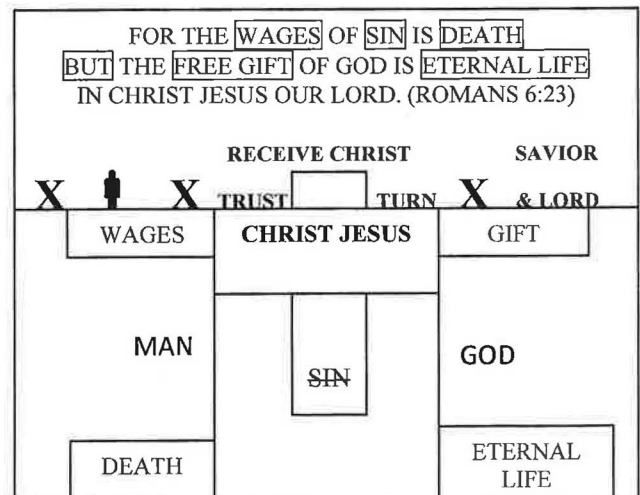 FOR THE WAGES OF SIN IS DEATH
BUT THE FREE GIFT OF GOD IS ETERNAL LIFE
IN CHRIST JESUS OUR LORD. (ROMANS 6:23)
RECEIVE CHRIST SAVIOR
X X TRUST TURN X & LORD
WAGES CHRIST JESUS GIFT
MAN GOD
SIN
DEATH ETERNAL
LIFE